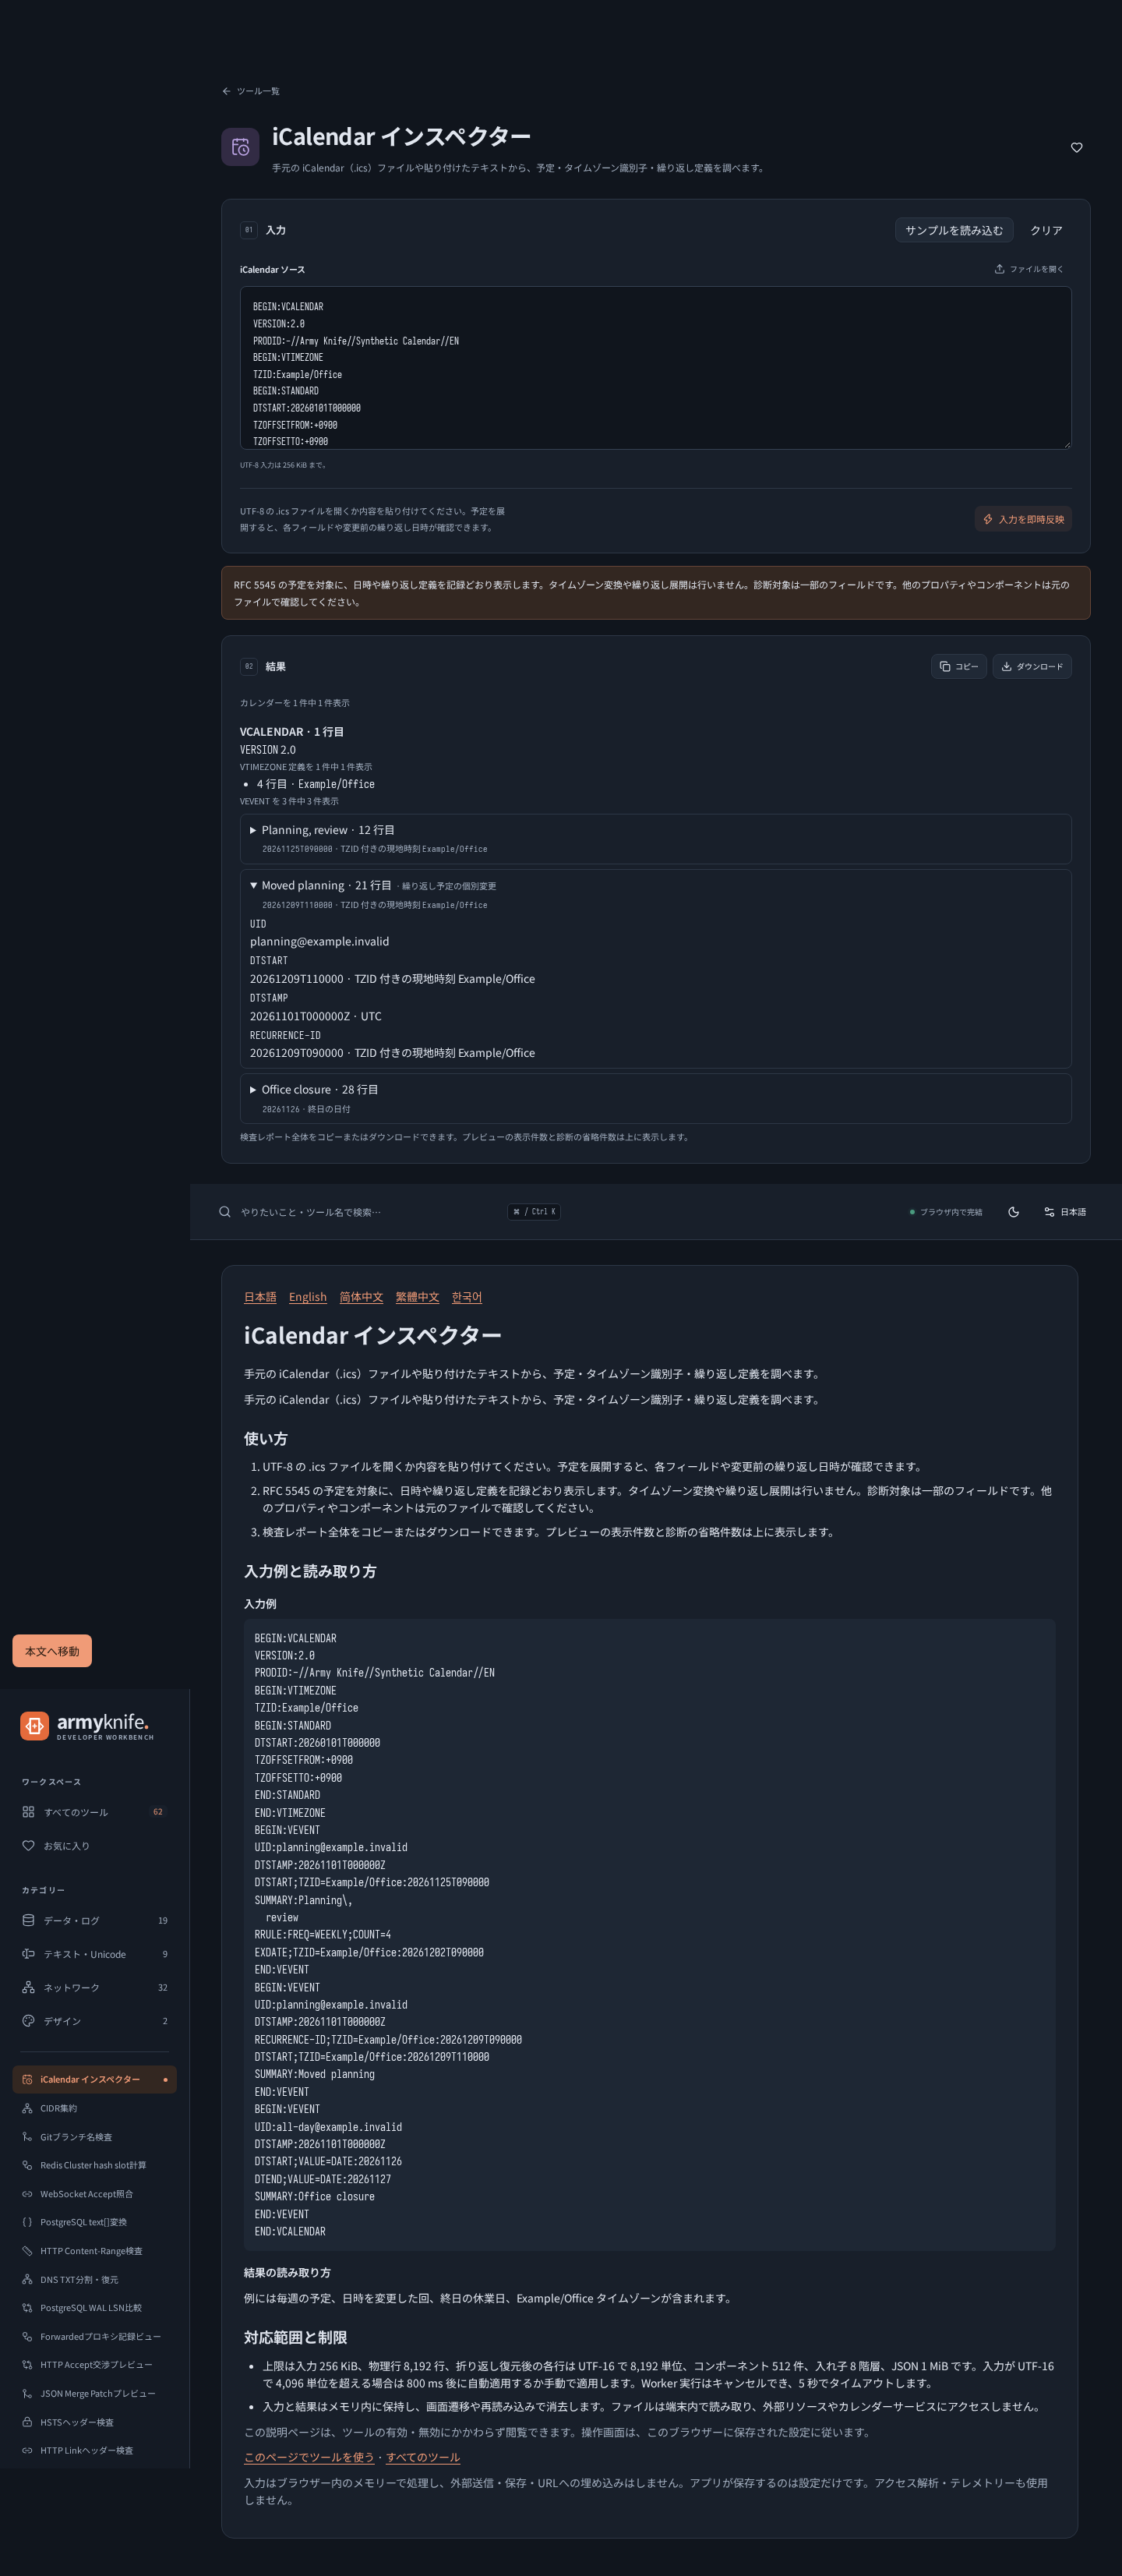 ツール一覧
iCalendar インスペクター
手元の iCalendar（.ics）ファイルや貼り付けたテキストから、予定・タイムゾーン識別子・繰り返し定義を調べます。
01 入力
サンプルを読み込む クリア
iCalendar ソース
ファイルを開く
BEGIN:VCALENDAR
VERSION:2.0
PRODID:-//Army Knife//Synthetic Calendar//EN
BEGIN:VTIMEZONE
TZID:Example/Office
BEGIN:STANDARD
DTSTART:20260101T000000
TZOFFSETFROM:+0900
TZOFFSETTO:+0900
UTF-8 入力は 256 KiB まで。
UTF-8 の .ics ファイルを開くか内容を貼り付けてください。予定を展
開すると、各フィールドや変更前の繰り返し日時が確認できます。
入力を即時反映
RFC 5545 の予定を対象に、日時や繰り返し定義を記録どおり表示します。タイムゾーン変換や繰り返し展開は行いません。診断対象は一部のフィールドです。他のプロパティやコンポーネントは元の
ファイルで確認してください。
02 結果
コピー ダウンロード
カレンダーを 1 件中 1 件表示
VCALENDAR · 1 行目
VERSION 2.0
VTIMEZONE 定義を 1 件中 1 件表示
• 4 行目 · Example/Office
VEVENT を 3 件中 3 件表示
▶ Planning, review · 12 行目
20261125T090000 · TZID 付きの現地時刻 Example/Office
▼ Moved planning · 21 行目 · 繰り返し予定の個別変更
20261209T110000 · TZID 付きの現地時刻 Example/Office
UID
planning@example.invalid
DTSTART
20261209T110000 · TZID 付きの現地時刻 Example/Office
DTSTAMP
20261101T000000Z · UTC
RECURRENCE-ID
20261209T090000 · TZID 付きの現地時刻 Example/Office
▶ Office closure · 28 行目
20261126 · 終日の日付
検査レポート全体をコピーまたはダウンロードできます。プレビューの表示件数と診断の省略件数は上に表示します。
やりたいこと・ツール名で検索…
⌘ / Ctrl K
ブラウザ内で完結
日本語
日本語 English 简体中文 繁體中文 한국어
iCalendar インスペクター
手元の iCalendar（.ics）ファイルや貼り付けたテキストから、予定・タイムゾーン識別子・繰り返し定義を調べます。
手元の iCalendar（.ics）ファイルや貼り付けたテキストから、予定・タイムゾーン識別子・繰り返し定義を調べます。
使い方
1. UTF-8 の .ics ファイルを開くか内容を貼り付けてください。予定を展開すると、各フィールドや変更前の繰り返し日時が確認できます。
2. RFC 5545 の予定を対象に、日時や繰り返し定義を記録どおり表示します。タイムゾーン変換や繰り返し展開は行いません。診断対象は一部のフィールドです。他
のプロパティやコンポーネントは元のファイルで確認してください。
3. 検査レポート全体をコピーまたはダウンロードできます。プレビューの表示件数と診断の省略件数は上に表示します。
入力例と読み取り方
入力例
BEGIN:VCALENDAR
VERSION:2.0
PRODID:-//Army Knife//Synthetic Calendar//EN
BEGIN:VTIMEZONE
TZID:Example/Office
BEGIN:STANDARD
DTSTART:20260101T000000
TZOFFSETFROM:+0900
TZOFFSETTO:+0900
END:STANDARD
END:VTIMEZONE
BEGIN:VEVENT
UID:planning@example.invalid
DTSTAMP:20261101T000000Z
DTSTART;TZID=Example/Office:20261125T090000
SUMMARY:Planning\,
  review
RRULE:FREQ=WEEKLY;COUNT=4
EXDATE;TZID=Example/Office:20261202T090000
END:VEVENT
BEGIN:VEVENT
UID:planning@example.invalid
DTSTAMP:20261101T000000Z
RECURRENCE-ID;TZID=Example/Office:20261209T090000
DTSTART;TZID=Example/Office:20261209T110000
SUMMARY:Moved planning
END:VEVENT
BEGIN:VEVENT
UID:all-day@example.invalid
DTSTAMP:20261101T000000Z
DTSTART;VALUE=DATE:20261126
DTEND;VALUE=DATE:20261127
SUMMARY:Office closure
END:VEVENT
END:VCALENDAR
結果の読み取り方
例には毎週の予定、日時を変更した回、終日の休業日、Example/Office タイムゾーンが含まれます。
対応範囲と制限
• 上限は入力 256 KiB、物理行 8,192 行、折り返し復元後の各行は UTF-16 で 8,192 単位、コンポーネント 512 件、入れ子 8 階層、JSON 1 MiB です。入力が UTF-16
で 4,096 単位を超える場合は 800 ms 後に自動適用するか手動で適用します。Worker 実行はキャンセルでき、5 秒でタイムアウトします。
• 入力と結果はメモリ内に保持し、画面遷移や再読み込みで消去します。ファイルは端末内で読み取り、外部リソースやカレンダーサービスにアクセスしません。
この説明ページは、ツールの有効・無効にかかわらず閲覧できます。操作画面は、このブラウザーに保存された設定に従います。
このページでツールを使う · すべてのツール
入力はブラウザー内のメモリーで処理し、外部送信・保存・URLへの埋め込みはしません。アプリが保存するのは設定だけです。アクセス解析・テレメトリーも使用
しません。
本文へ移動
armyknife.
DEVELOPER WORKBENCH
ワークスペース
すべてのツール 62
お気に入り
カテゴリー
データ・ログ 19
テキスト・Unicode 9
ネットワーク 32
デザイン 2
iCalendar インスペクター
CIDR集約
Gitブランチ名検査
Redis Cluster hash slot計算
WebSocket Accept照合
PostgreSQL text[]変換
HTTP Content-Range検査
DNS TXT分割・復元
PostgreSQL WAL LSN比較
Forwardedプロキシ記録ビュー
HTTP Accept交渉プレビュー
JSON Merge Patchプレビュー
HSTSヘッダー検査
HTTP Linkヘッダー検査